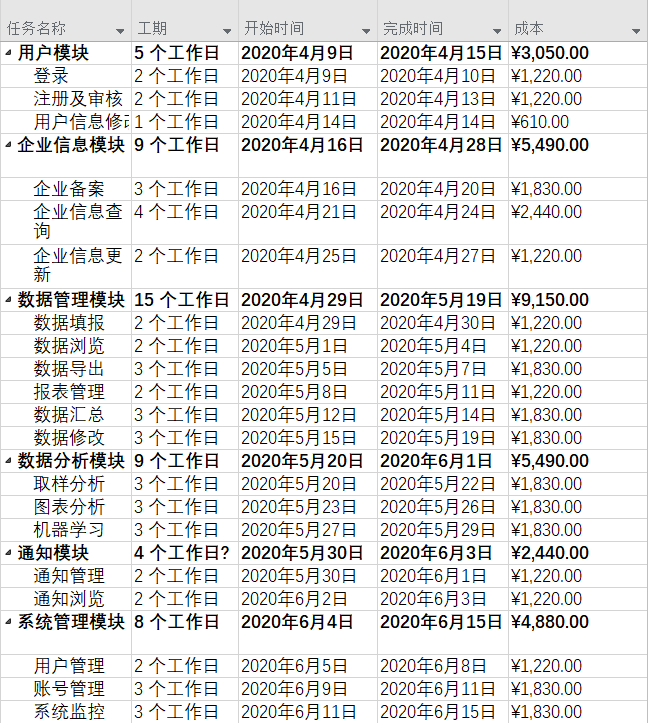 任务名称 工期 开始时间 完成时间 成本
用户模块 5 个工作日 2020年4月9日 2020年4月15日 ¥3,050.00
登录 2 个工作日 2020年4月9日 2020年4月10日 ¥1,220.00
注册及审核 2 个工作日 2020年4月11日 2020年4月13日 ¥1,220.00
用户信息修 1 个工作日 2020年4月14日 2020年4月14日 ¥610.00
企业信息模块 9 个工作日 2020年4月16日 2020年4月28日 ¥5,490.00
企业备案 3 个工作日 2020年4月16日 2020年4月20日 ¥1,830.00
企业信息查 4 个工作日 2020年4月21日 2020年4月24日 ¥2,440.00
询
企业信息更 2 个工作日 2020年4月25日 2020年4月27日 ¥1,220.00
新
数据管理模块 15 个工作日 2020年4月29日 2020年5月19日 ¥9,150.00
数据填报 2 个工作日 2020年4月29日 2020年4月30日 ¥1,220.00
数据浏览 2 个工作日 2020年5月1日 2020年5月4日 ¥1,220.00
数据导出 3 个工作日 2020年5月5日 2020年5月7日 ¥1,830.00
报表管理 2 个工作日 2020年5月8日 2020年5月11日 ¥1,220.00
数据汇总 3 个工作日 2020年5月12日 2020年5月14日 ¥1,830.00
数据修改 3 个工作日 2020年5月15日 2020年5月19日 ¥1,830.00
数据分析模块 9 个工作日 2020年5月20日 2020年6月1日 ¥5,490.00
取样分析 3 个工作日 2020年5月20日 2020年5月22日 ¥1,830.00
图表分析 3 个工作日 2020年5月23日 2020年5月26日 ¥1,830.00
机器学习 3 个工作日 2020年5月27日 2020年5月29日 ¥1,830.00
通知模块 4 个工作日? 2020年5月30日 2020年6月3日 ¥2,440.00
通知管理 2 个工作日 2020年5月30日 2020年6月1日 ¥1,220.00
通知浏览 2 个工作日 2020年6月2日 2020年6月3日 ¥1,220.00
系统管理模块 8 个工作日 2020年6月4日 2020年6月15日 ¥4,880.00
用户管理 2 个工作日 2020年6月5日 2020年6月8日 ¥1,220.00
账号管理 3 个工作日 2020年6月9日 2020年6月11日 ¥1,830.00
系统监控 3 个工作日 2020年6月11日 2020年6月15日 ¥1,830.00